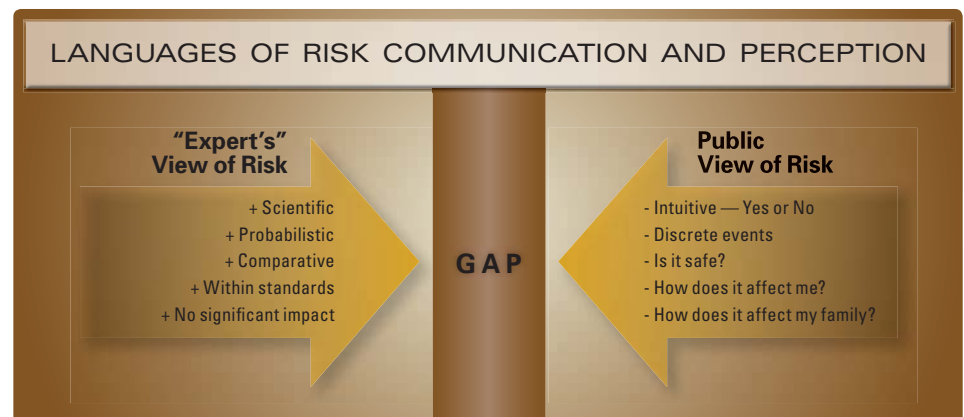 LANGUAGES OF RISK COMMUNICATION AND PERCEPTION
“Expert’s”
View of Risk
+ Scientific
+ Probabilistic
+ Comparative
+ Within standards
+ No significant impact
GAP
Public
View of Risk
- Intuitive — Yes or No
- Discrete events
- Is it safe?
- How does it affect me?
- How does it affect my family?